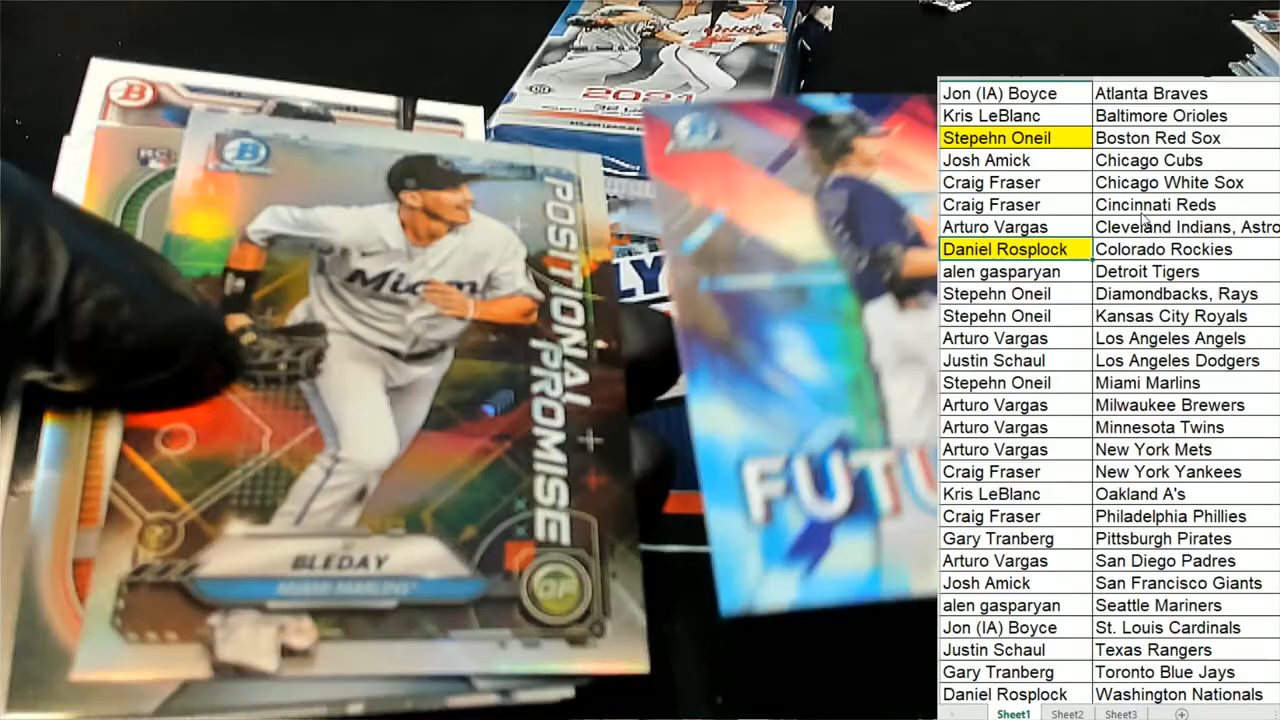 2021
B
RC
POSITIONAL PROMISE
BLEDAY
MIAMI MARLINS
OF
Miami
FUTU
Jon (IA) Boyce Atlanta Braves
Kris LeBlanc Baltimore Orioles
Stepehn Oneil Boston Red Sox
Josh Amick Chicago Cubs
Craig Fraser Chicago White Sox
Craig Fraser Cincinnati Reds
Arturo Vargas Cleveland Indians, Astro
Daniel Rosplock Colorado Rockies
alen gasparyan Detroit Tigers
Stepehn Oneil Diamondbacks, Rays
Stepehn Oneil Kansas City Royals
Arturo Vargas Los Angeles Angels
Justin Schaul Los Angeles Dodgers
Stepehn Oneil Miami Marlins
Arturo Vargas Milwaukee Brewers
Arturo Vargas Minnesota Twins
Arturo Vargas New York Mets
Craig Fraser New York Yankees
Kris LeBlanc Oakland A's
Craig Fraser Philadelphia Phillies
Gary Tranberg Pittsburgh Pirates
Arturo Vargas San Diego Padres
Josh Amick San Francisco Giants
alen gasparyan Seattle Mariners
Jon (IA) Boyce St. Louis Cardinals
Justin Schaul Texas Rangers
Gary Tranberg Toronto Blue Jays
Daniel Rosplock Washington Nationals
Sheet1 Sheet2 Sheet3